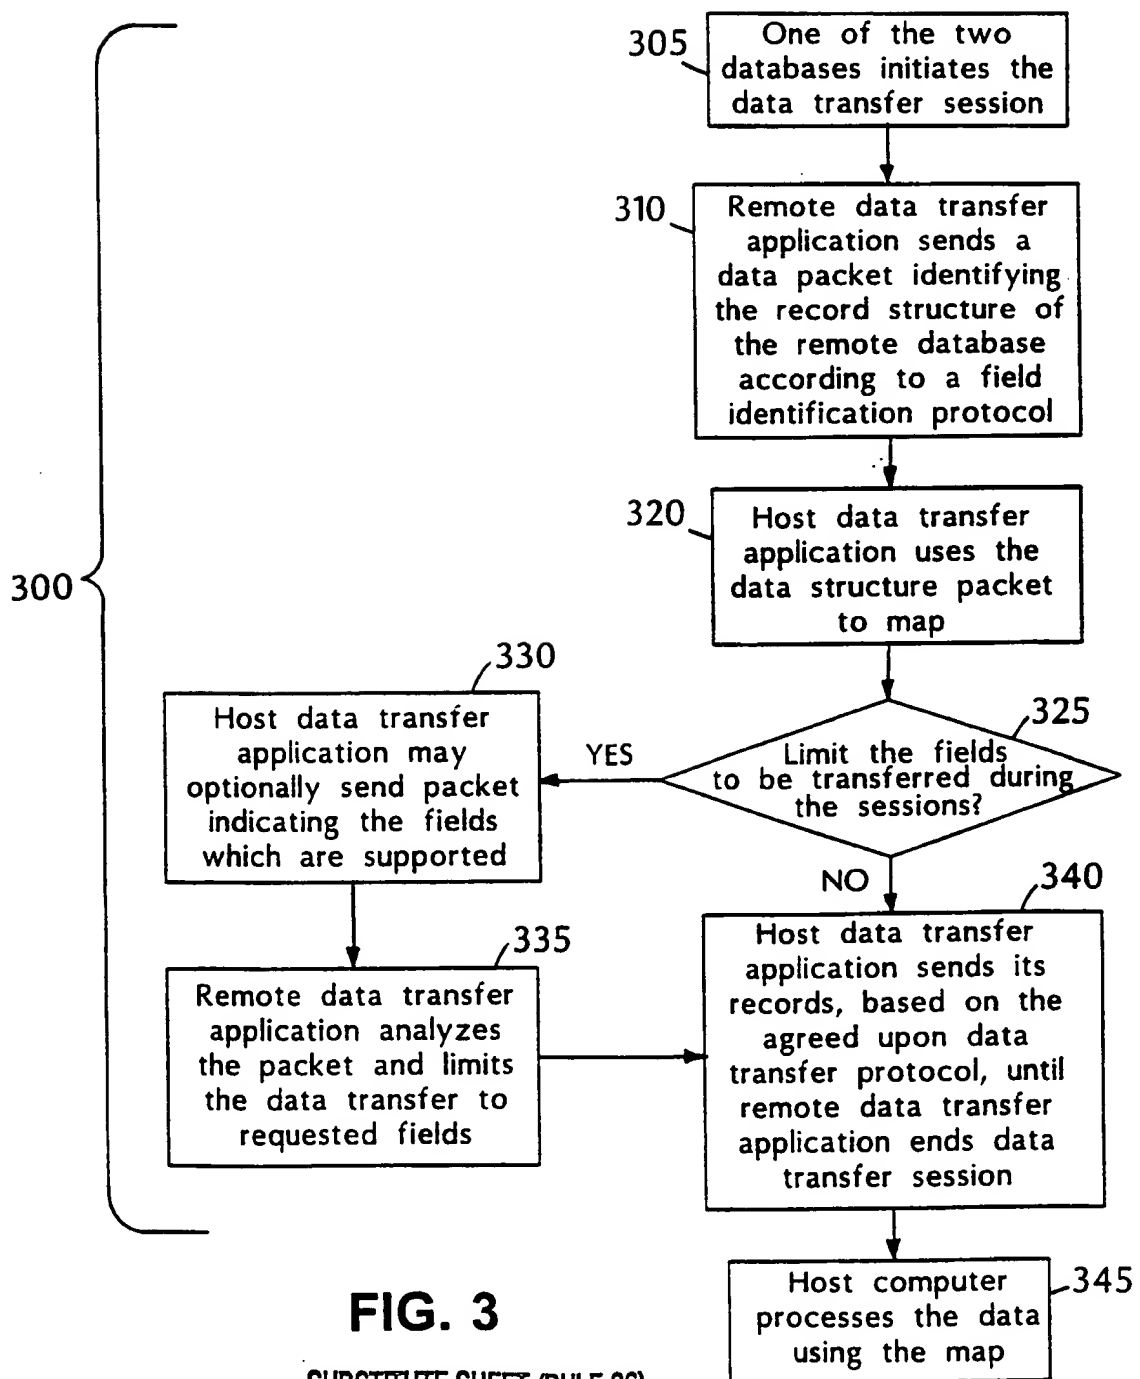 305
One of the two
databases initiates the
data transfer session
310
Remote data transfer
application sends a
data packet identifying
the record structure of
the remote database
according to a field
identification protocol
320
Host data transfer
application uses the
data structure packet
to map
300
330
Host data transfer
application may
optionally send packet
indicating the fields
which are supported
YES
325
Limit the fields
to be transferred during
the sessions?
NO
335
Remote data transfer
application analyzes
the packet and limits
the data transfer to
requested fields
340
Host data transfer
application sends its
records, based on the
agreed upon data
transfer protocol, until
remote data transfer
application ends data
transfer session
345
Host computer
processes the data
using the map
FIG. 3
SUBSTITUTE SHEET (RULE 26)